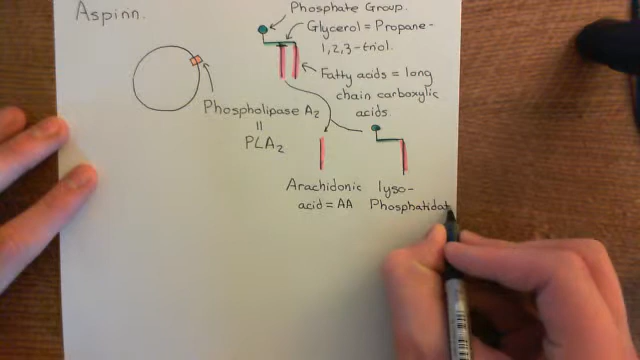 Aspirin.
Phosphate Group.
Glycerol = Propane-
1,2,3-triol.
Fatty acids = long
chain carboxylic
acids.
Phospholipase A2
=
PLA2
Arachidonic
acid = AA
lyso-
Phosphatidat